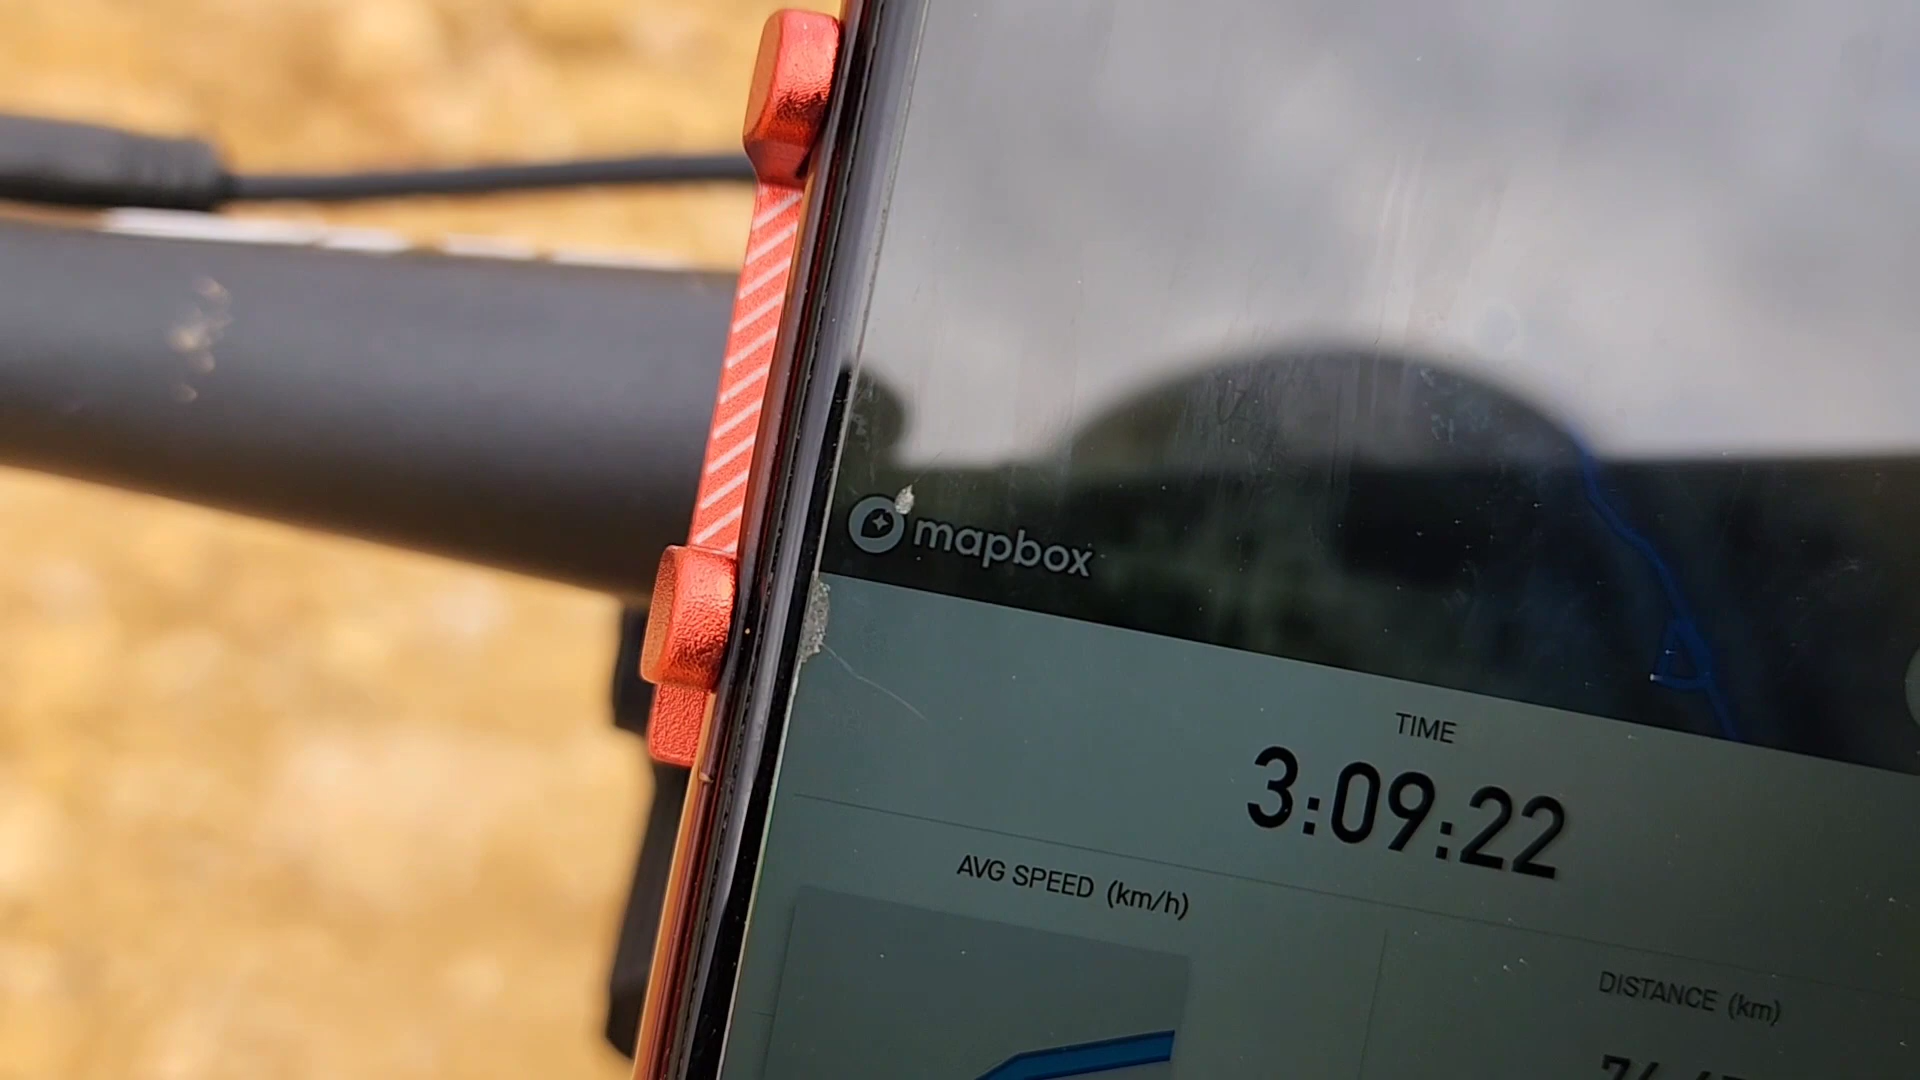 mapbox
TIME
3:09:22
AVG SPEED (km/h)
DISTANCE (km)